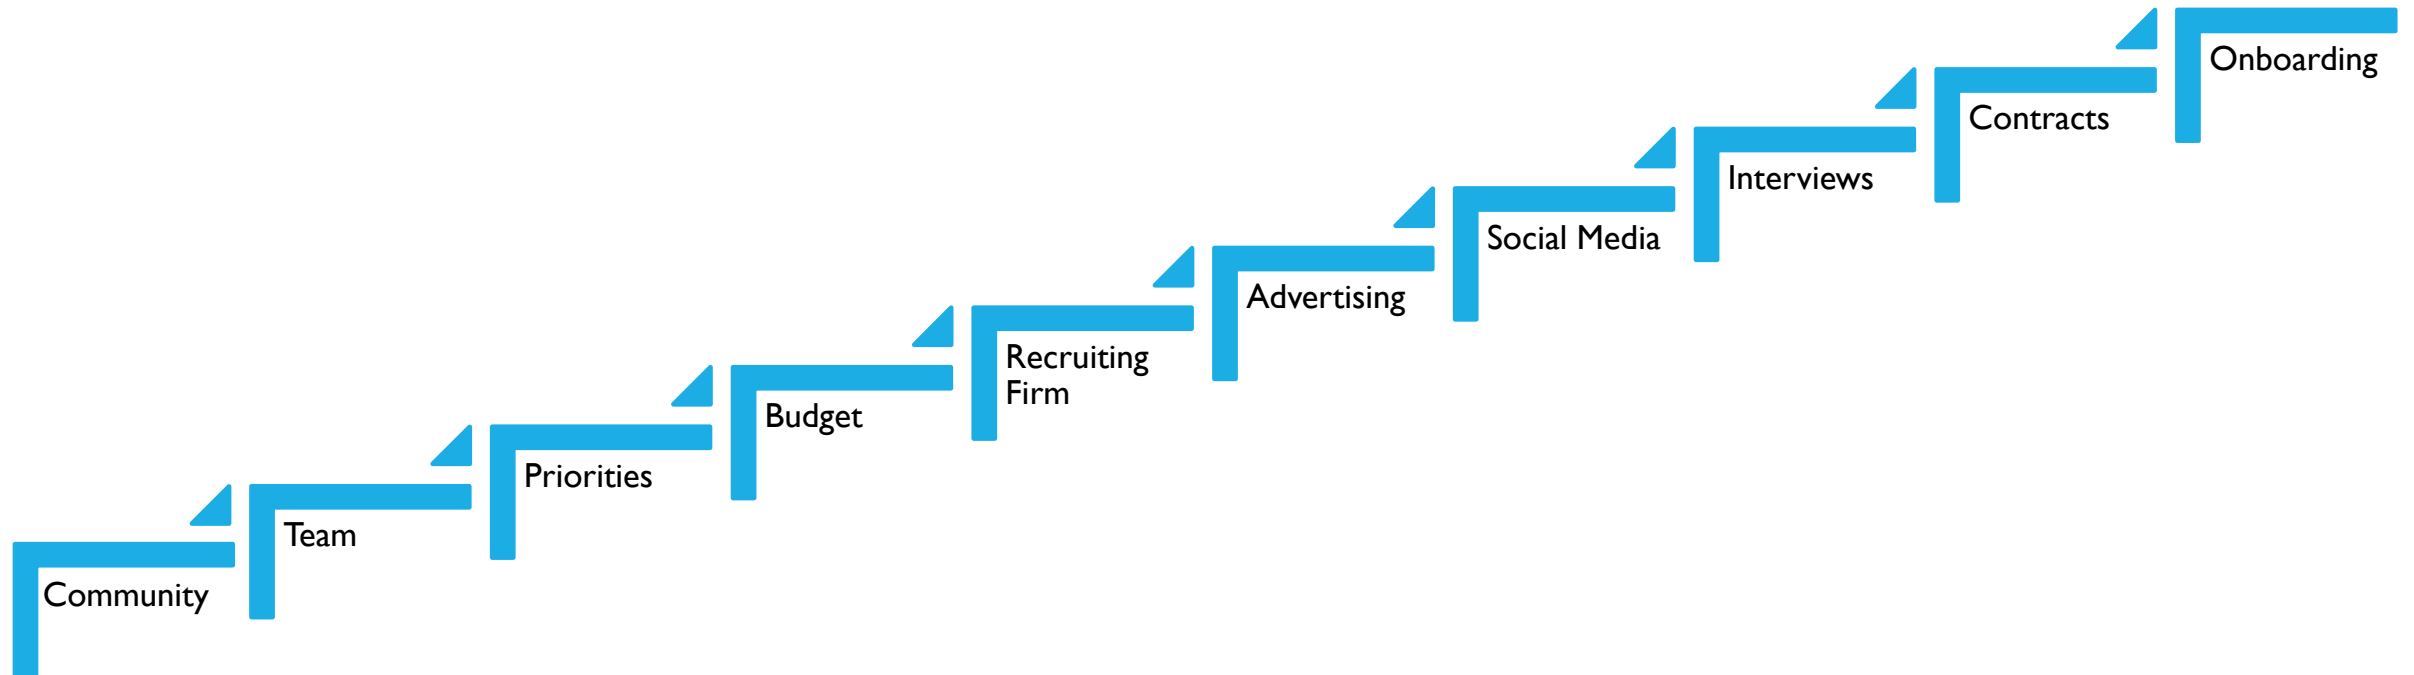 Community
Team
Priorities
Budget
Recruiting
Firm
Advertising
Social Media
Interviews
Contracts
Onboarding